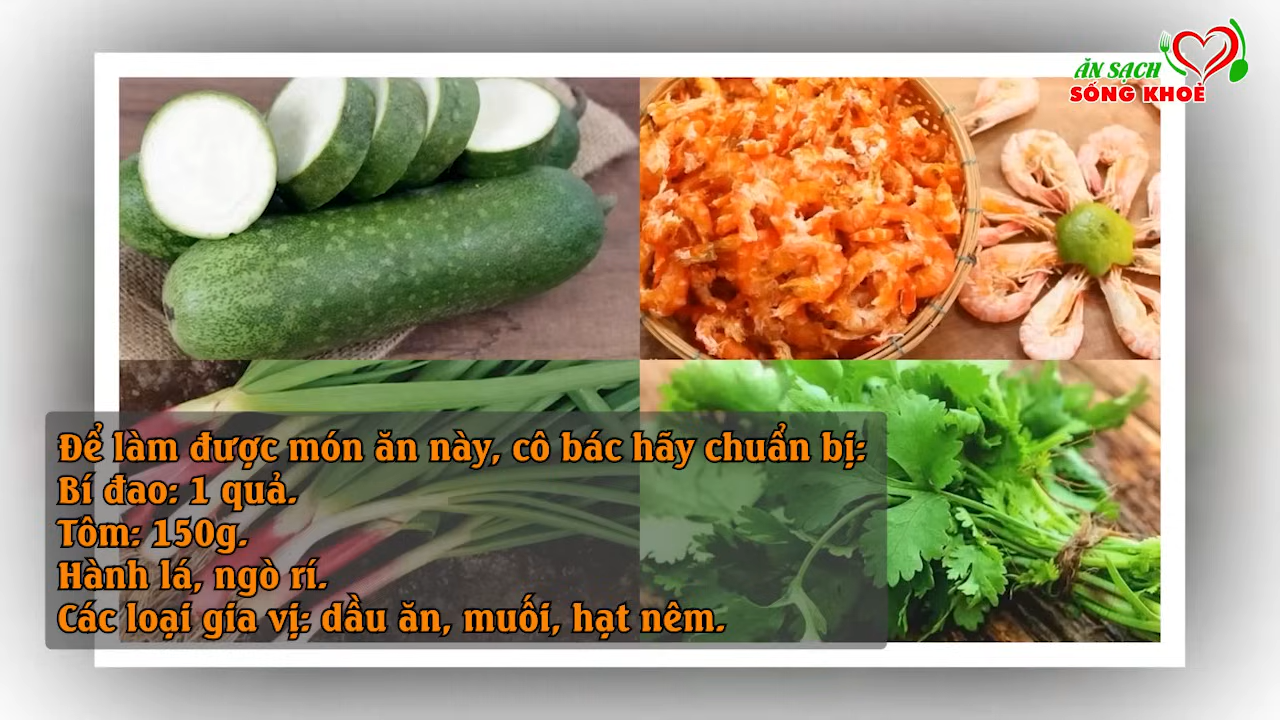 ĂN SẠCH
SỐNG KHOẺ
Để làm được món ăn này, cô bác hãy chuẩn bị:
Bí đao: 1 quả.
Tôm: 150g.
Hành lá, ngò rí.
Các loại gia vị: dầu ăn, muối, hạt nêm.